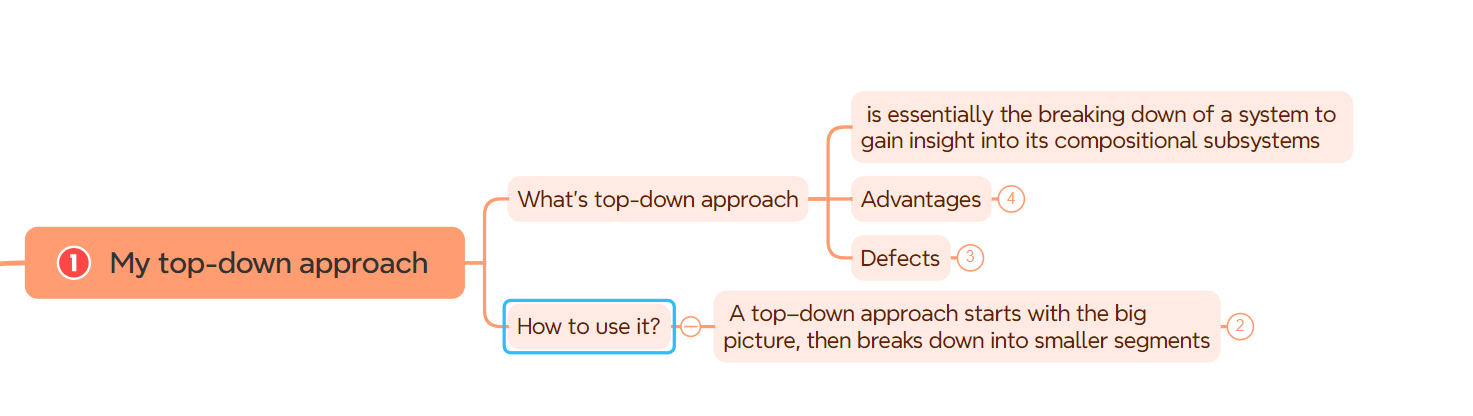 is essentially the breaking down of a system to
gain insight into its compositional subsystems
What's top-down approach
Advantages
4
Defects
3
1
My top-down approach
How to use it?
A top–down approach starts with the big
picture, then breaks down into smaller segments
2